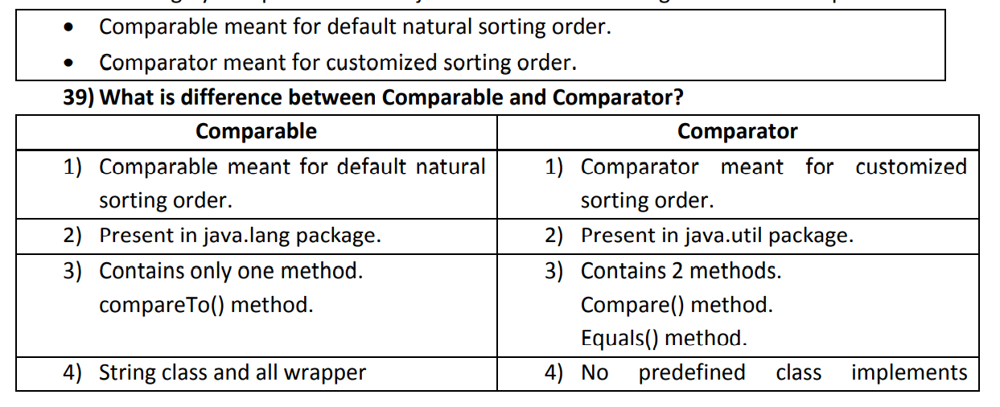 • Comparable meant for default natural sorting order.
• Comparator meant for customized sorting order.
39) What is difference between Comparable and Comparator?
Comparable
Comparator
1) Comparable meant for default natural
sorting order.
1) Comparator meant for customized
sorting order.
2) Present in java.lang package.
2) Present in java.util package.
3) Contains only one method.
compareTo() method.
3) Contains 2 methods.
Compare() method.
Equals() method.
4) String class and all wrapper
4) No predefined class implements